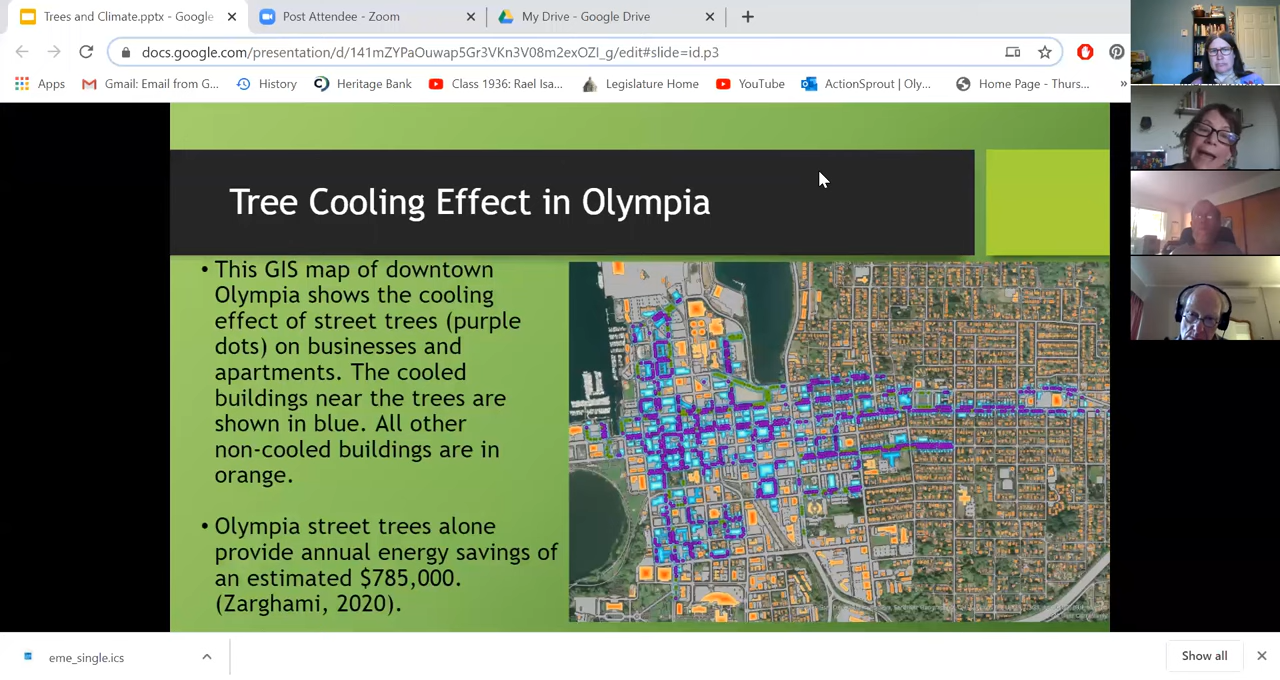 Trees and Climate.pptx - Google
Post Attendee - Zoom
My Drive - Google Drive
docs.google.com/presentation/d/141mZYPaOuwap5Gr3VKn3V08m2exOZI_g/edit#slide=id.p3
Apps
Gmail: Email from G...
History
Heritage Bank
Class 1936: Rael Isa...
Legislature Home
YouTube
ActionSprout | Oly...
Home Page - Thurs...
»
Tree Cooling Effect in Olympia
• This GIS map of downtown
Olympia shows the cooling
effect of street trees (purple
dots) on businesses and
apartments. The cooled
buildings near the trees are
shown in blue. All other
non-cooled buildings are in
orange.
• Olympia street trees alone
provide annual energy savings of
an estimated $785,000.
(Zarghami, 2020).
eme_single.ics
Show all